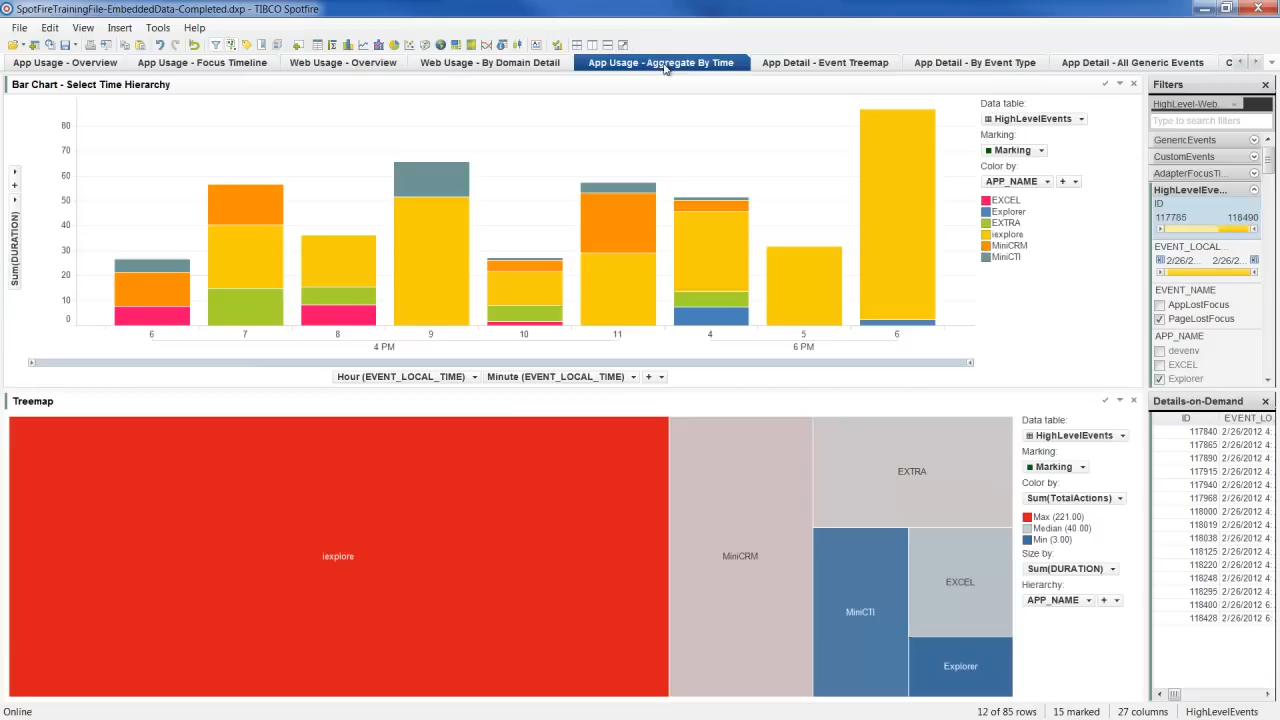 SpotFireTrainingFile-EmbeddedData-Completed.dxp - TIBCO Spotfire
File Edit View Insert Tools Help
App Usage - Overview App Usage - Focus Timeline Web Usage - Overview Web Usage - By Domain Detail App Usage - Aggregate By Time App Detail - Event Treemap App Detail - By Event Type App Detail - All Generic Events C
Bar Chart - Select Time Hierarchy
Sum(DURATION)
80
70
60
50
40
30
20
10
0
6 7 8 9 10 11 4 5 6
4 PM 6 PM
Hour (EVENT_LOCAL_TIME) Minute (EVENT_LOCAL_TIME) +
Data table:
HighLevelEvents
Marking:
Marking
Color by:
APP_NAME +
EXCEL
Explorer
EXTRA
iexplore
MiniCRM
MiniCTI
Treemap
iexplore
MiniCRM
EXTRA
MiniCTI
EXCEL
Explorer
Data table:
HighLevelEvents
Marking:
Marking
Color by:
Sum(TotalActions)
Max (221.00)
Median (40.00)
Min (3.00)
Size by:
Sum(DURATION)
Hierarchy:
APP_NAME +
Filters
HighLevel-Web...
Type to search filters
GenericEvents
CustomEvents
AdapterFocusTi...
HighLevelEve...
ID
117785 118490
EVENT_LOCAL...
2/26/... 2/26/...
EVENT_NAME
AppLostFocus
PageLostFocus
APP_NAME
devenv
EXCEL
Explorer
Details-on-Demand
ID EVENT_LO
117840 2/26/2012 4:
117865 2/26/2012 4:
117890 2/26/2012 4:
117915 2/26/2012 4:
117940 2/26/2012 4:
117968 2/26/2012 4:
118000 2/26/2012 4:
118019 2/26/2012 4:
118038 2/26/2012 4:
118125 2/26/2012 4:
118220 2/26/2012 4:
118248 2/26/2012 4:
118295 2/26/2012 4:
118400 2/26/2012 6:
118428 2/26/2012 6:
Online 12 of 85 rows 15 marked 27 columns HighLevelEvents